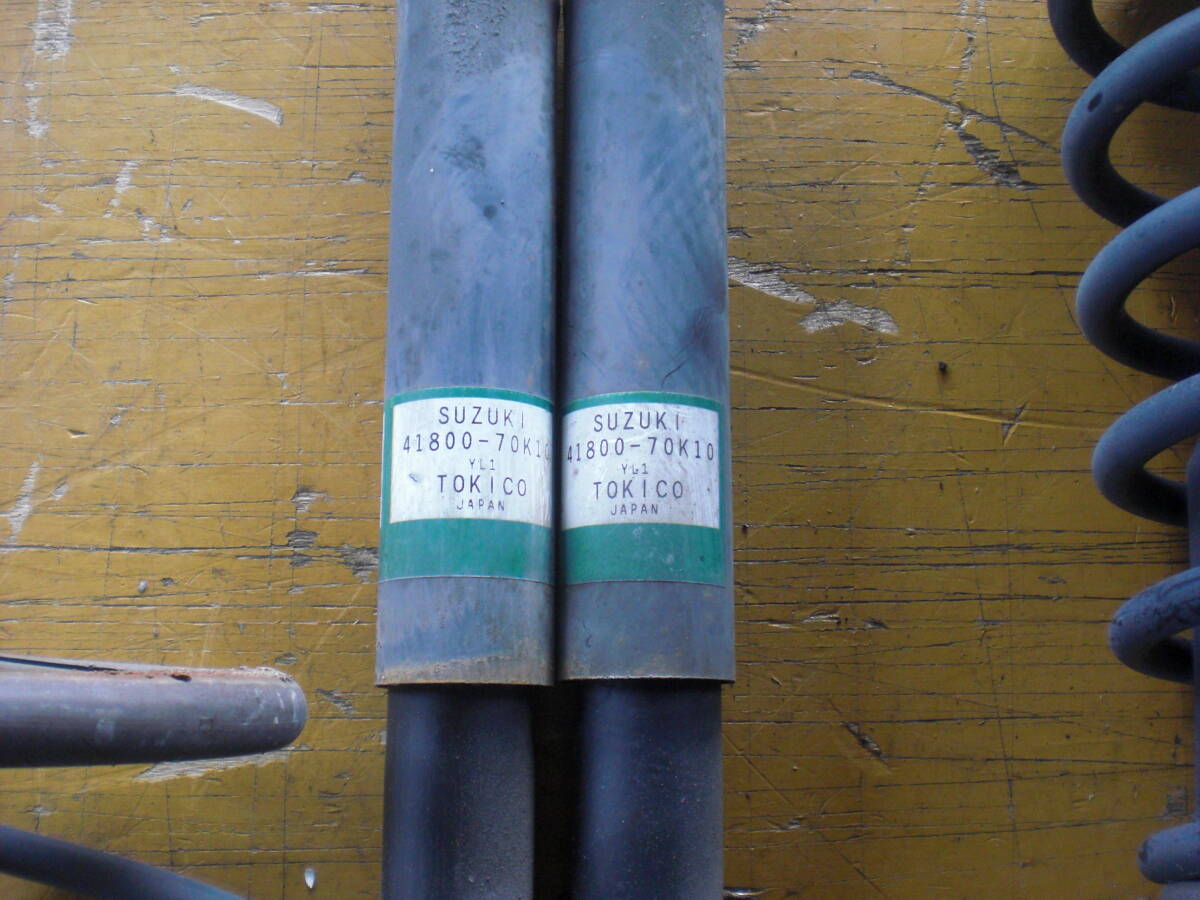 SUZUKI
41800-70K10
YL1
TOKICO
JAPAN
SUZUKI
41800-70K10
YL1
TOKICO
JAPAN